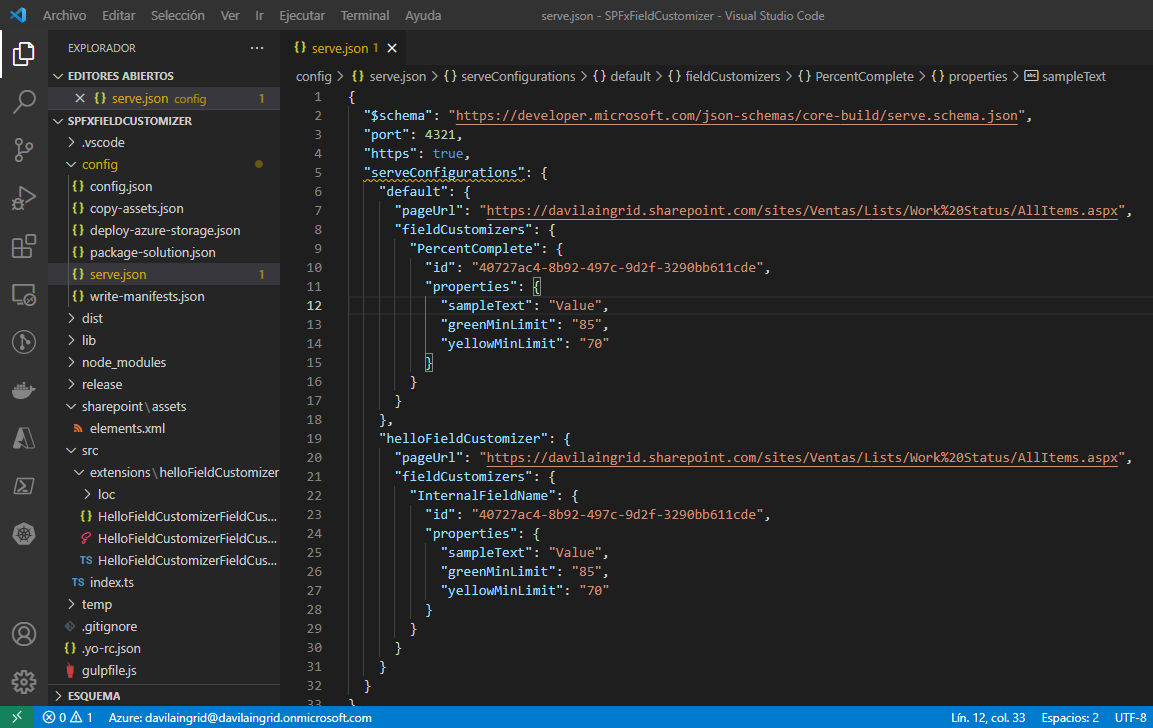 Archivo Editar Selección Ver Ir Ejecutar Terminal Ayuda serve.json - SPFxFieldCustomizer - Visual Studio Code
EXPLORADOR ···
EDITORES ABIERTOS
{} serve.json config 1
SPFXFIELDCUSTOMIZER
.vscode
config
{} config.json
{} copy-assets.json
{} deploy-azure-storage.json
{} package-solution.json
{} serve.json 1
{} write-manifests.json
dist
lib
node_modules
release
sharepoint\assets
elements.xml
src
extensions\helloFieldCustomizer
loc
{} HelloFieldCustomizerFieldCus...
HelloFieldCustomizerFieldCus...
TS HelloFieldCustomizerFieldCus...
TS index.ts
temp
.gitignore
{} .yo-rc.json
gulpfile.js
ESQUEMA
{} serve.json 1
config > {} serve.json > {} serveConfigurations > {} default > {} fieldCustomizers > {} PercentComplete > {} properties > abc sampleText
1 {
2 "$schema": "https://developer.microsoft.com/json-schemas/core-build/serve.schema.json",
3 "port": 4321,
4 "https": true,
5 "serveConfigurations": {
6 "default": {
7 "pageUrl": "https://davilaingrid.sharepoint.com/sites/Ventas/Lists/Work%20Status/AllItems.aspx",
8 "fieldCustomizers": {
9 "PercentComplete": {
10 "id": "40727ac4-8b92-497c-9d2f-3290bb611cde",
11 "properties": {
12 "sampleText": "Value",
13 "greenMinLimit": "85",
14 "yellowMinLimit": "70"
15 }
16 }
17 }
18 },
19 "helloFieldCustomizer": {
20 "pageUrl": "https://davilaingrid.sharepoint.com/sites/Ventas/Lists/Work%20Status/AllItems.aspx",
21 "fieldCustomizers": {
22 "InternalFieldName": {
23 "id": "40727ac4-8b92-497c-9d2f-3290bb611cde",
24 "properties": {
25 "sampleText": "Value",
26 "greenMinLimit": "85",
27 "yellowMinLimit": "70"
28 }
29 }
30 }
31 }
32 }
33 }
0 1 Azure: davilaingrid@davilaingrid.onmicrosoft.com Lín. 12, col. 33 Espacios: 2 UTF-8